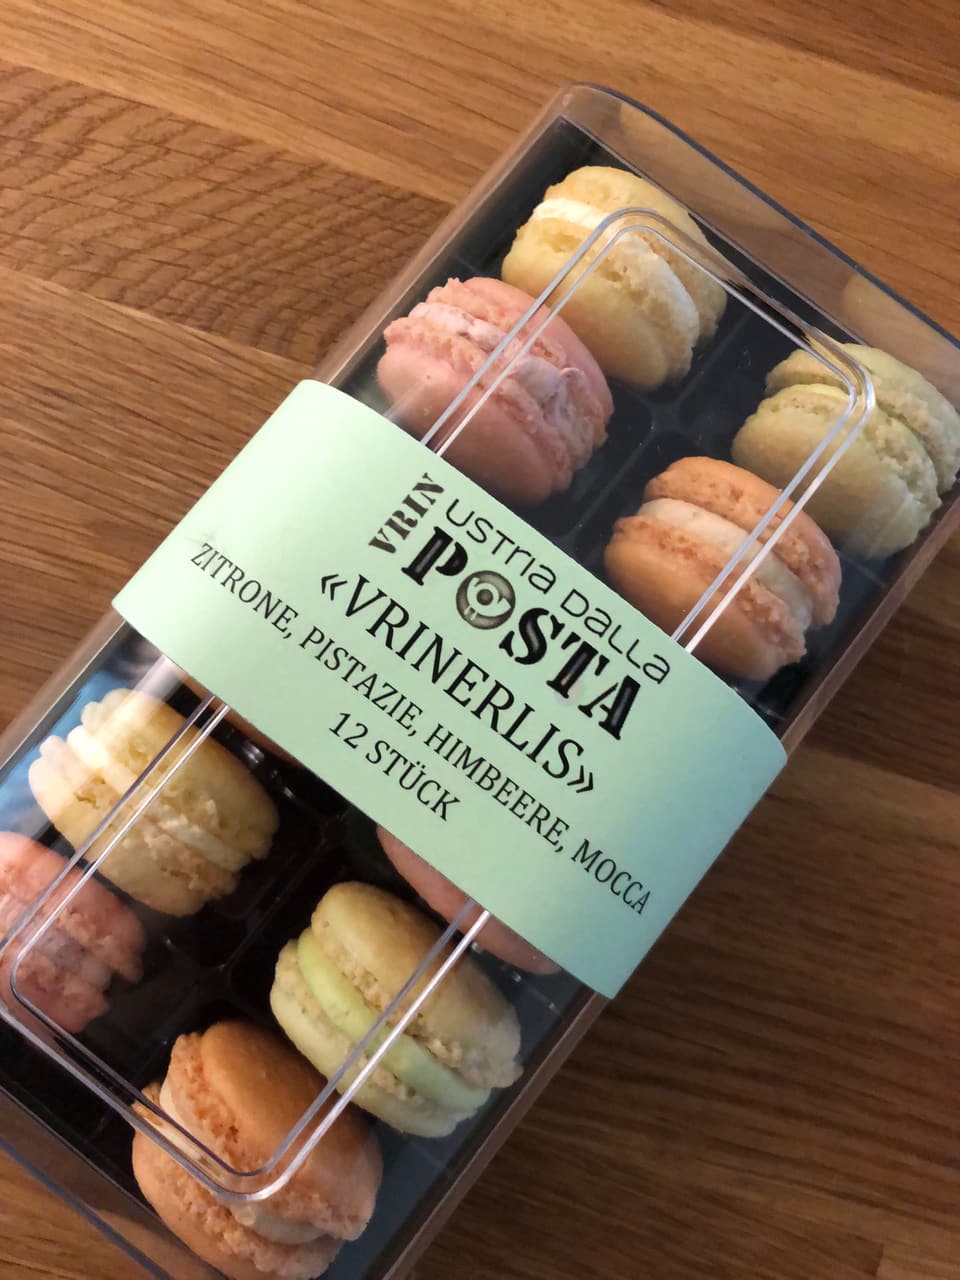 VRIN
USTRIA DALLA
POSTA
«VRINERLIS»
ZITRONE, PISTAZIE, HIMBEERE, MOCCA
12 STÜCK